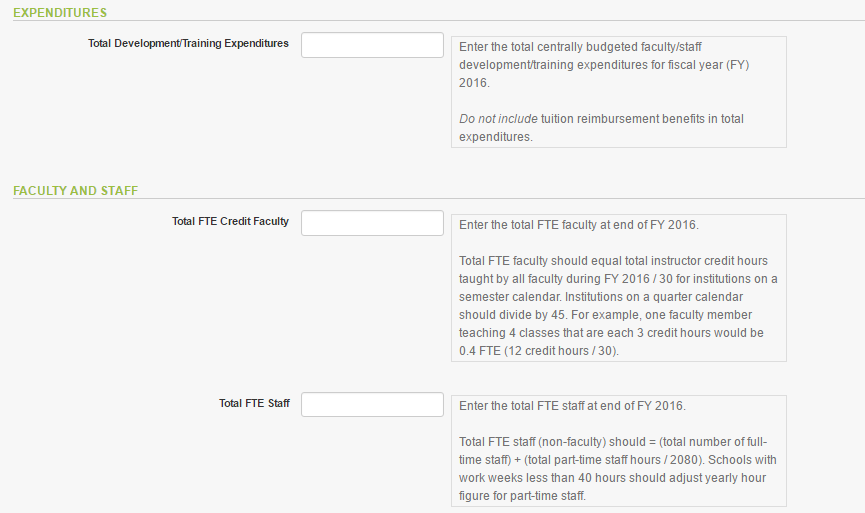 EXPENDITURES
Total Development/Training Expenditures
Enter the total centrally budgeted faculty/staff
development/training expenditures for fiscal year (FY)
2016.
Do not include tuition reimbursement benefits in total
expenditures.
FACULTY AND STAFF
Total FTE Credit Faculty
Enter the total FTE faculty at end of FY 2016.
Total FTE faculty should equal total instructor credit hours
taught by all faculty during FY 2016 / 30 for institutions on a
semester calendar. Institutions on a quarter calendar
should divide by 45. For example, one faculty member
teaching 4 classes that are each 3 credit hours would be
0.4 FTE (12 credit hours / 30).
Total FTE Staff
Enter the total FTE staff at end of FY 2016.
Total FTE staff (non-faculty) should = (total number of full-
time staff) + (total part-time staff hours / 2080). Schools with
work weeks less than 40 hours should adjust yearly hour
figure for part-time staff.